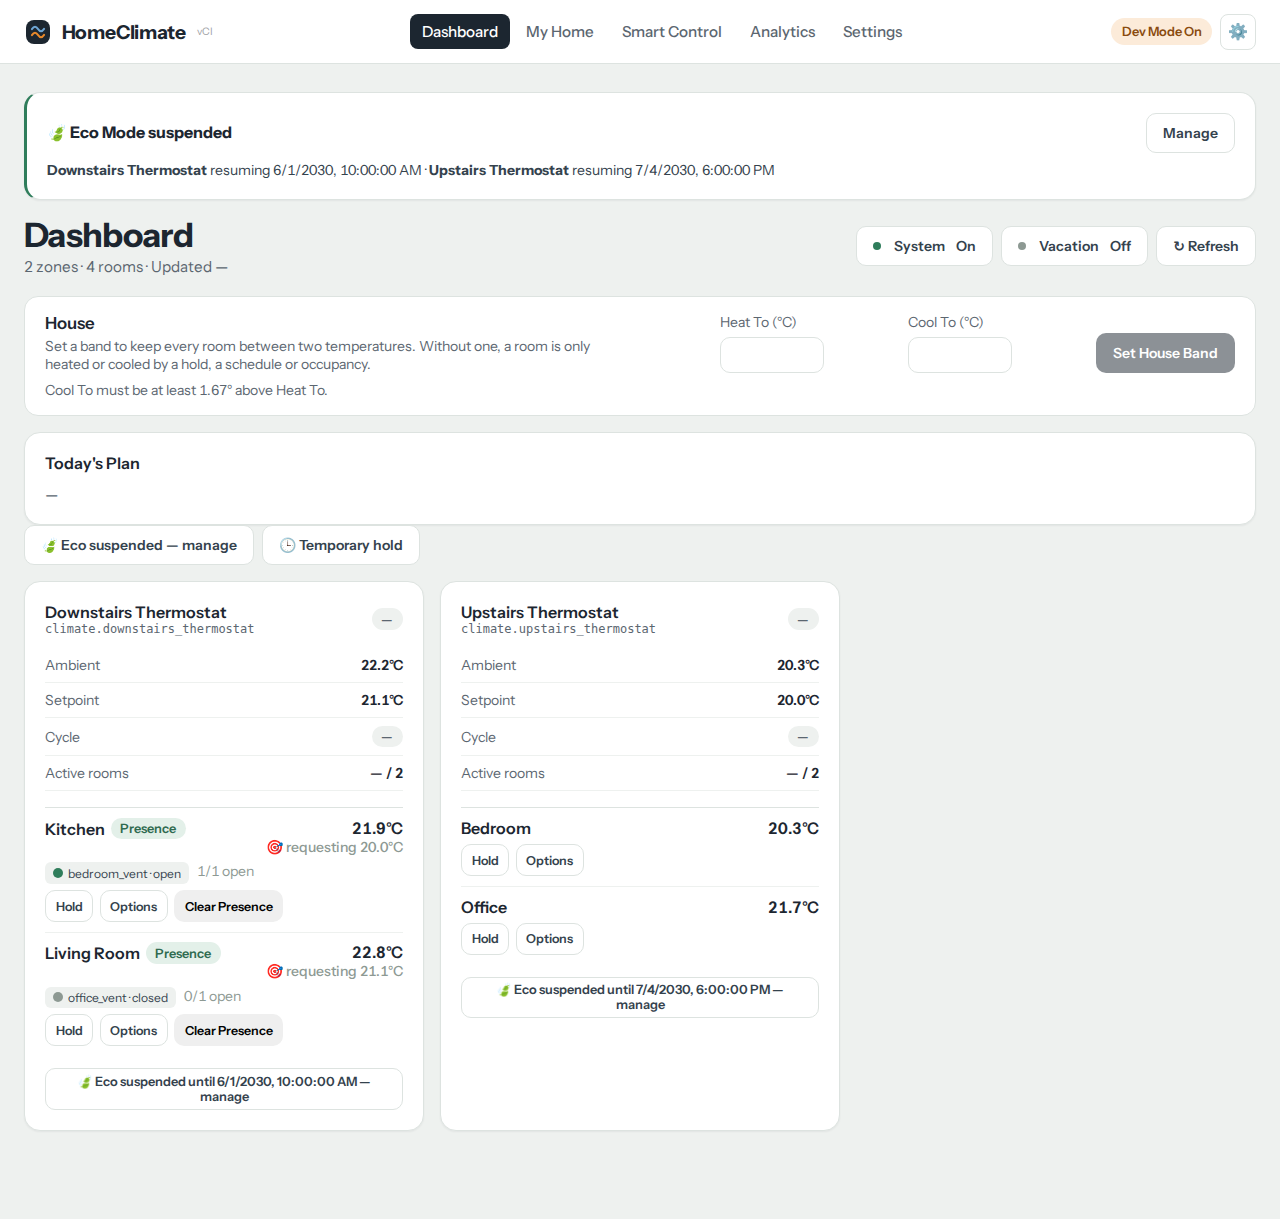 HomeClimate vCI
Dashboard My Home Smart Control Analytics Settings
Dev Mode On
Eco Mode suspended
Manage
Downstairs Thermostat resuming 6/1/2030, 10:00:00 AM · Upstairs Thermostat resuming 7/4/2030, 6:00:00 PM
Dashboard
2 zones · 4 rooms · Updated —
System On
Vacation Off
↻ Refresh
House
Set a band to keep every room between two temperatures. Without one, a room is only
heated or cooled by a hold, a schedule or occupancy.
Cool To must be at least 1.67° above Heat To.
Heat To (°C)
Cool To (°C)
Set House Band
Today's Plan
—
Eco suspended — manage
Temporary hold
Downstairs Thermostat
climate.downstairs_thermostat
—
Ambient 22.2°C
Setpoint 21.1°C
Cycle —
Active rooms — / 2
Kitchen Presence 21.9°C
requesting 20.0°C
bedroom_vent · open 1/1 open
Hold Options Clear Presence
Living Room Presence 22.8°C
requesting 21.1°C
office_vent · closed 0/1 open
Hold Options Clear Presence
Eco suspended until 6/1/2030, 10:00:00 AM —
manage
Upstairs Thermostat
climate.upstairs_thermostat
—
Ambient 20.3°C
Setpoint 20.0°C
Cycle —
Active rooms — / 2
Bedroom 20.3°C
Hold Options
Office 21.7°C
Hold Options
Eco suspended until 7/4/2030, 6:00:00 PM —
manage